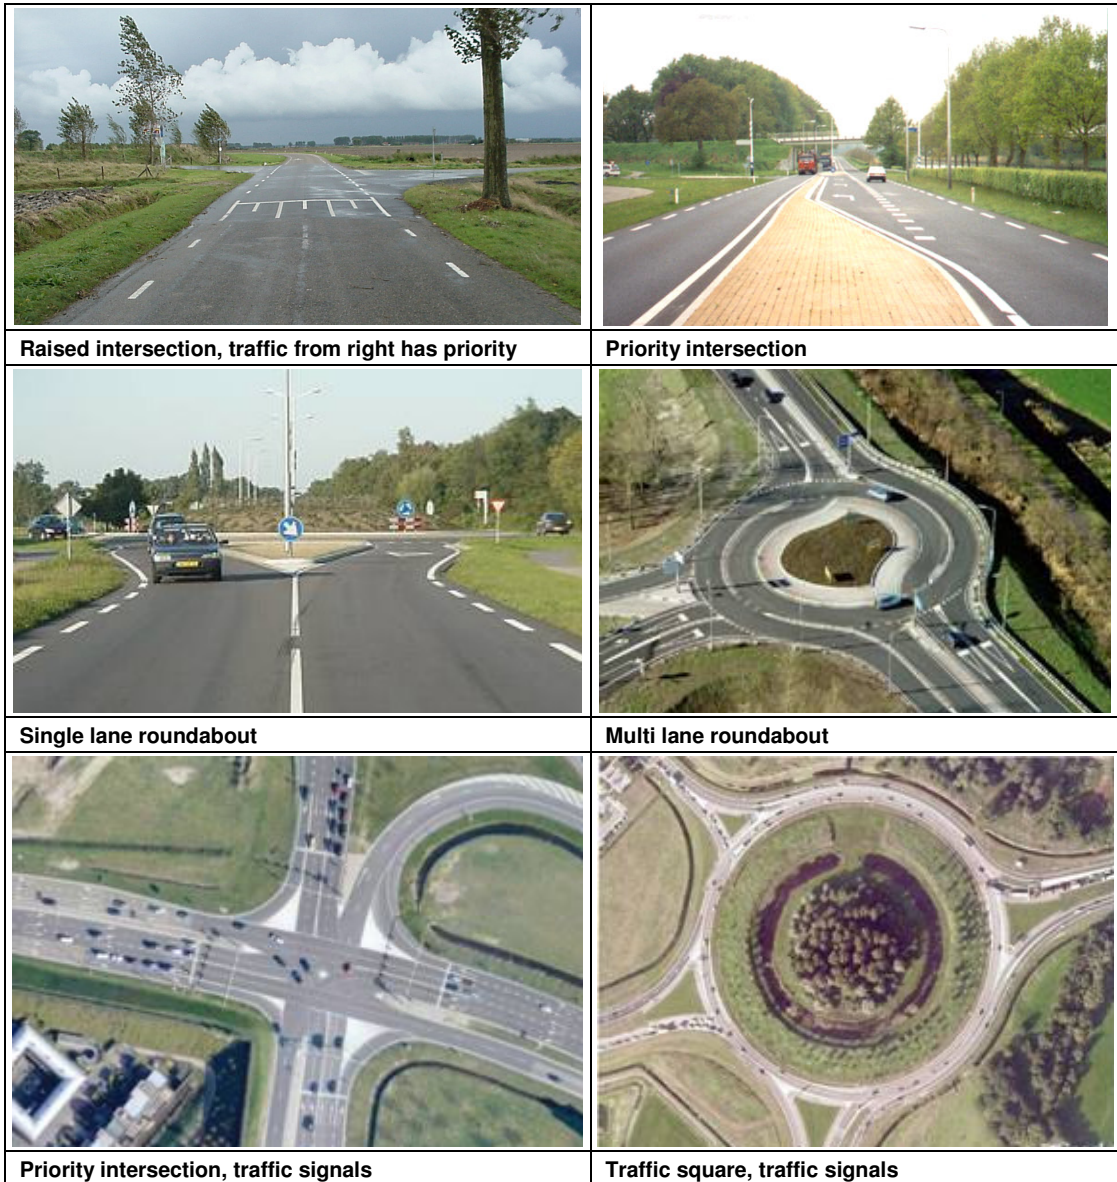 Raised intersection, traffic from right has priority
Priority intersection
Single lane roundabout
Multi lane roundabout
Priority intersection, traffic signals
Traffic square, traffic signals